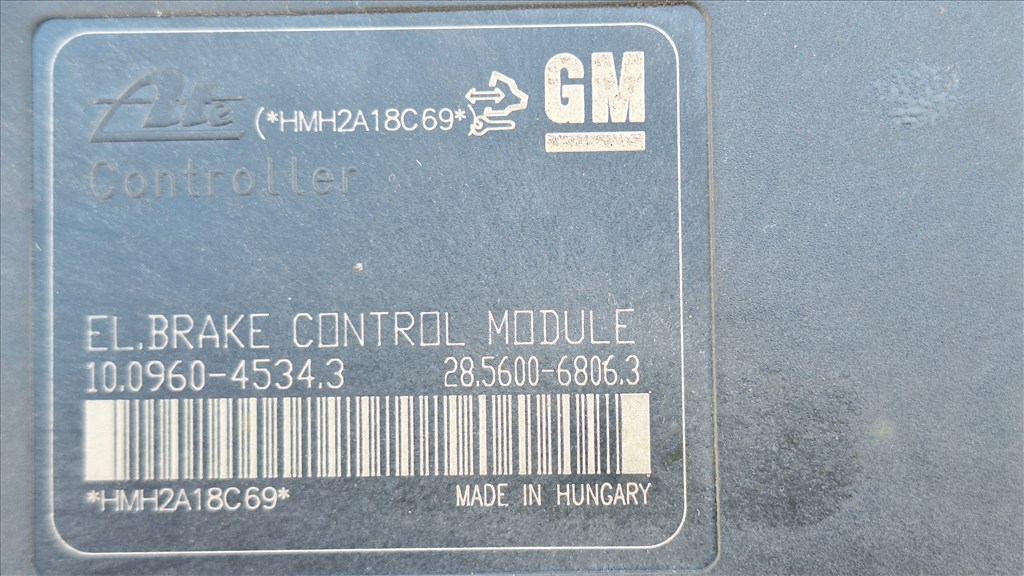 Ate (*HMH2A18C69*) GM
Controller
EL.BRAKE CONTROL MODULE
10.0960-4534.3 28.5600-6806.3
*HMH2A18C69* MADE IN HUNGARY